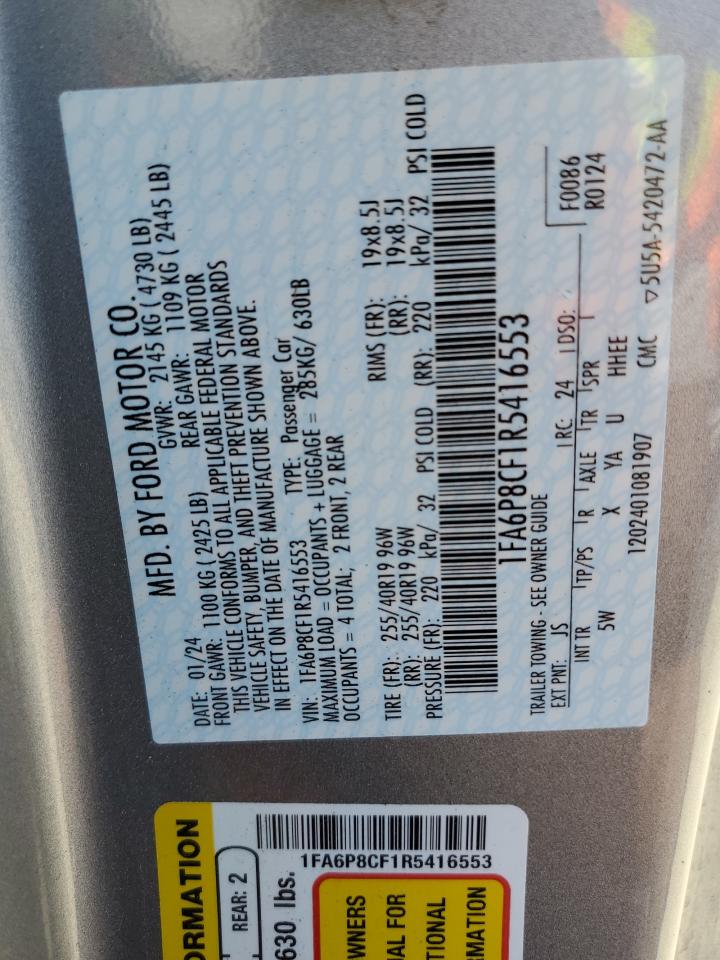 MFD. BY FORD MOTOR CO.
DATE: 01/24 GVWR: 2145 KG ( 4730 LB)
FRONT GAWR: 1100 KG ( 2425 LB) REAR GAWR: 1109 KG ( 2445 LB)
THIS VEHICLE CONFORMS TO ALL APPLICABLE FEDERAL MOTOR
VEHICLE SAFETY, BUMPER, AND THEFT PREVENTION STANDARDS
IN EFFECT ON THE DATE OF MANUFACTURE SHOWN ABOVE.
VIN: 1FA6P8CF1R5416553 TYPE: Passenger Car
MAXIMUM LOAD = OCCUPANTS + LUGGAGE = 285KG/ 630LB
OCCUPANTS = 4 TOTAL; 2 FRONT, 2 REAR
TIRE (FR): 255/40R19 96W RIMS (FR): 19x8.5J
(RR): 255/40R19 96W (RR): 19x8.5J
PRESSURE (FR): 220 kPa/ 32 PSI COLD (RR): 220 kPa/ 32 PSI COLD
1FA6P8CF1R5416553
TRAILER TOWING - SEE OWNER GUIDE
EXT PNT: JS RC: 24 DSO: F0086
INT TR TP/PS R AXLE TR SPR R0124
5W X YA U HHEE
1202401081907 CMC ▽5U5A-5420472-AA
1FA6P8CF1R5416553
ORMATION
REAR: 2
630 lbs.
OWNERS
AL FOR
TIONAL
RMATION